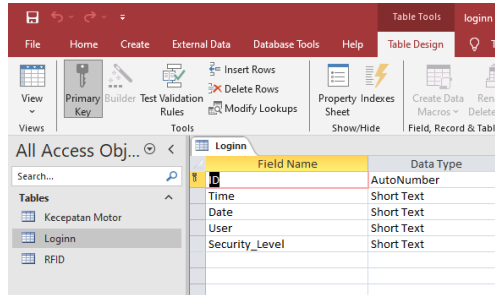 Table Tools loginn
File Home Create External Data Database Tools Help Table Design
View Primary Key Builder Test Validation Rules Insert Rows Delete Rows Modify Lookups Property Sheet Indexes Create Data Macros
Views Tools Show/Hide Field, Record & Tabl
All Access Obj... Loginn
Field Name Data Type
Search... ID AutoNumber
Time Short Text
Tables Date Short Text
Kecepatan Motor User Short Text
Loginn Security_Level Short Text
RFID